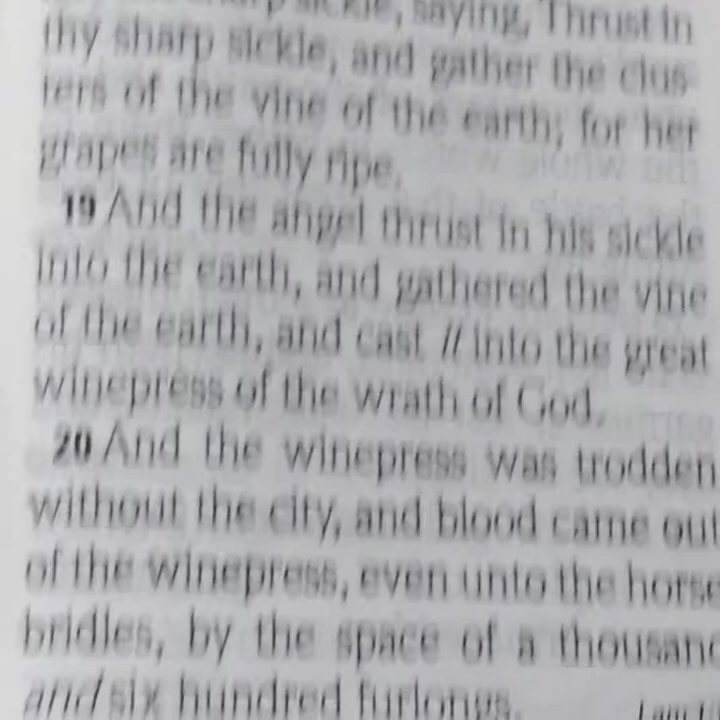 sharp sickle, saying, Thrust in
thy sharp sickle, and gather the clus-
ters of the vine of the earth; for her
grapes are fully ripe.
19 And the angel thrust in his sickle
into the earth, and gathered the vine
of the earth, and cast it into the great
winepress of the wrath of God.
20 And the winepress was trodden
without the city, and blood came out
of the winepress, even unto the horse
bridles, by the space of a thousand
and six hundred furlongs.